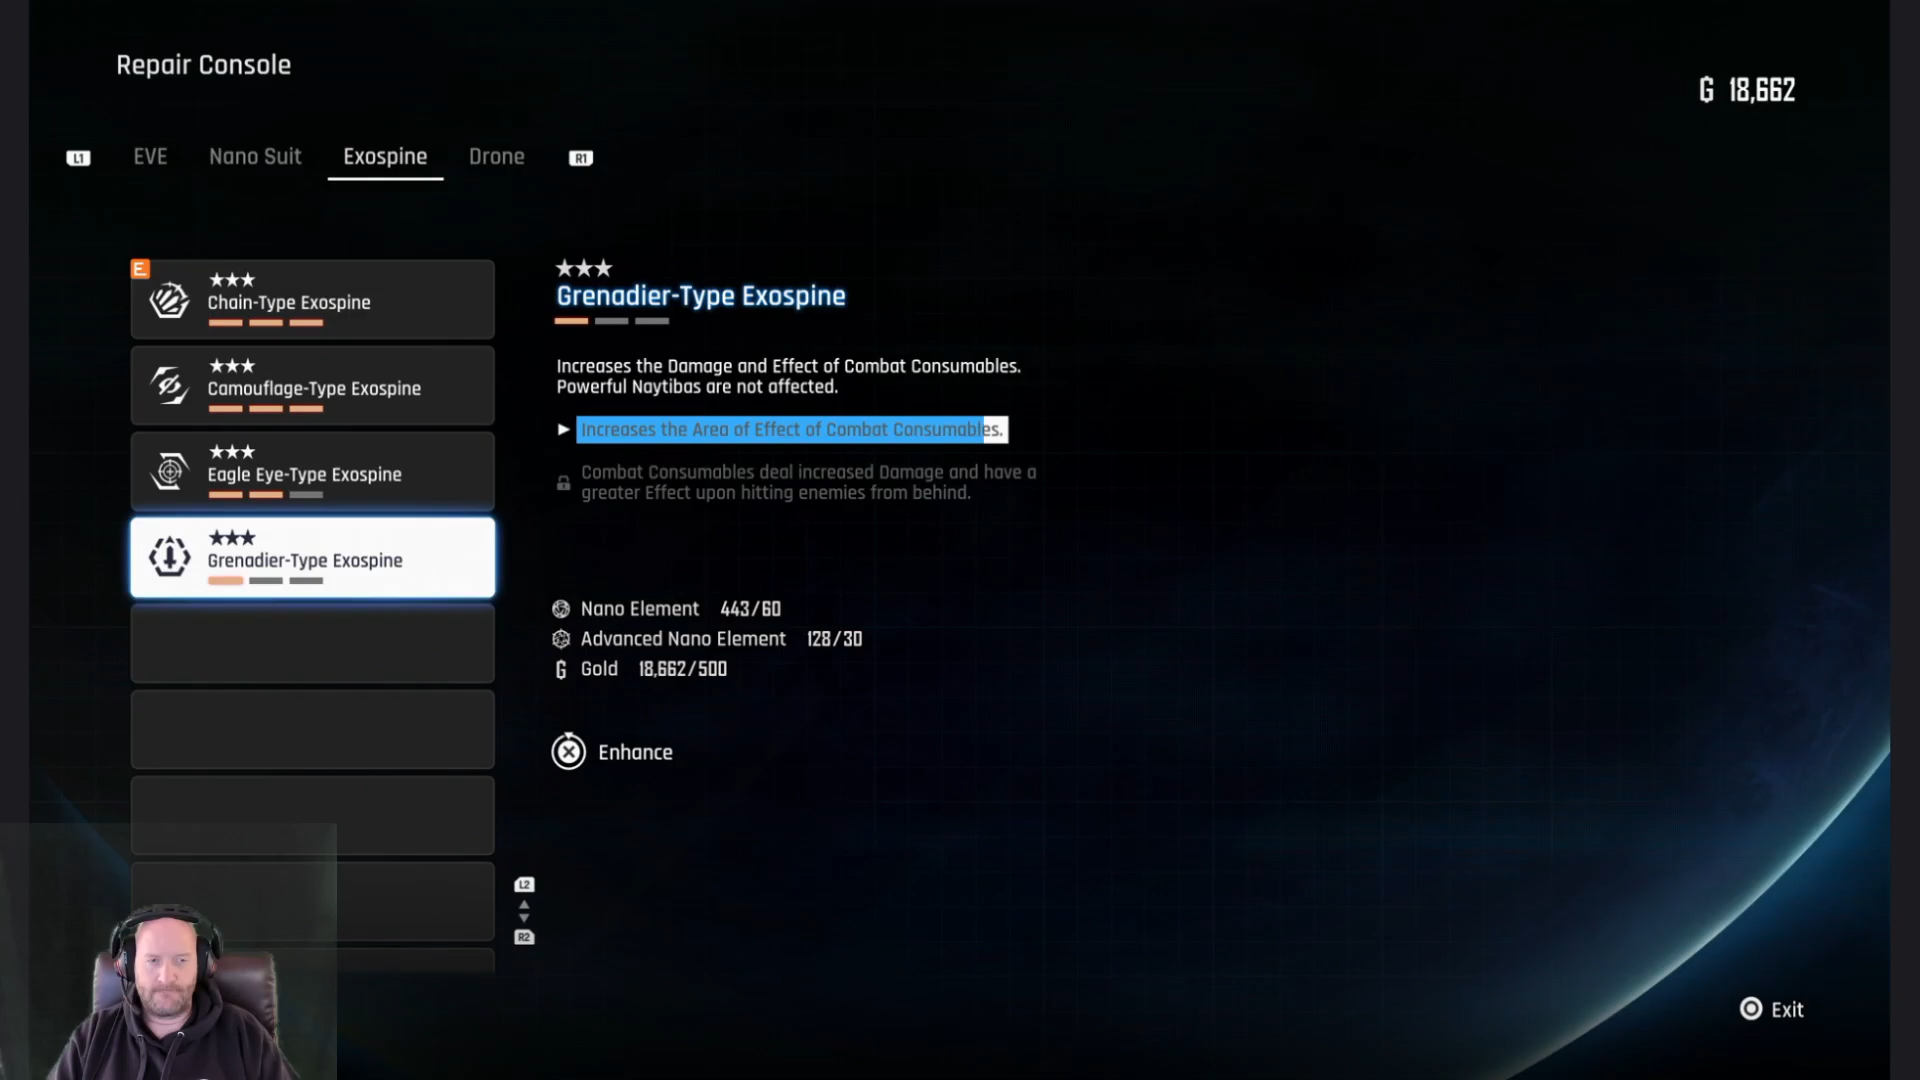 Repair Console
G 18,662
L1 EVE Nano Suit Exospine Drone R1
E
★★★
Chain-Type Exospine
★★★
Camouflage-Type Exospine
★★★
Eagle Eye-Type Exospine
★★★
Grenadier-Type Exospine
★★★
Grenadier-Type Exospine
Increases the Damage and Effect of Combat Consumables.
Powerful Naytibas are not affected.
Increases the Area of Effect of Combat Consumables.
Combat Consumables deal increased Damage and have a
greater Effect upon hitting enemies from behind.
Nano Element 443/60
Advanced Nano Element 128/30
G Gold 18,662/500
Enhance
L2
R2
Exit